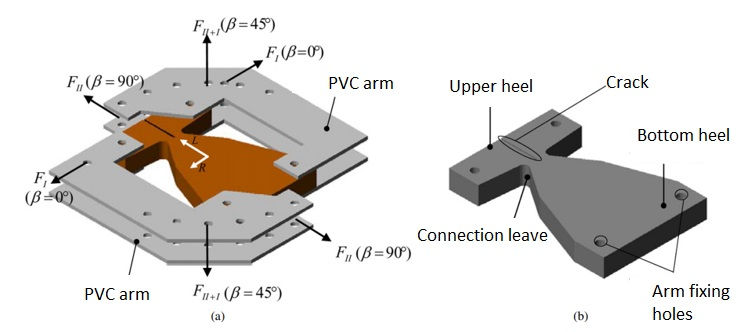 F_{II+I} (β = 45°)
F_I (β=0°)
F_{II} (β = 90°)
PVC arm
L
R
F_I
(β=0°)
F_{II} (β = 90°)
PVC arm
F_{II+I} (β = 45°)
(a)
Upper heel
Crack
Bottom heel
Connection leave
Arm fixing
holes
(b)